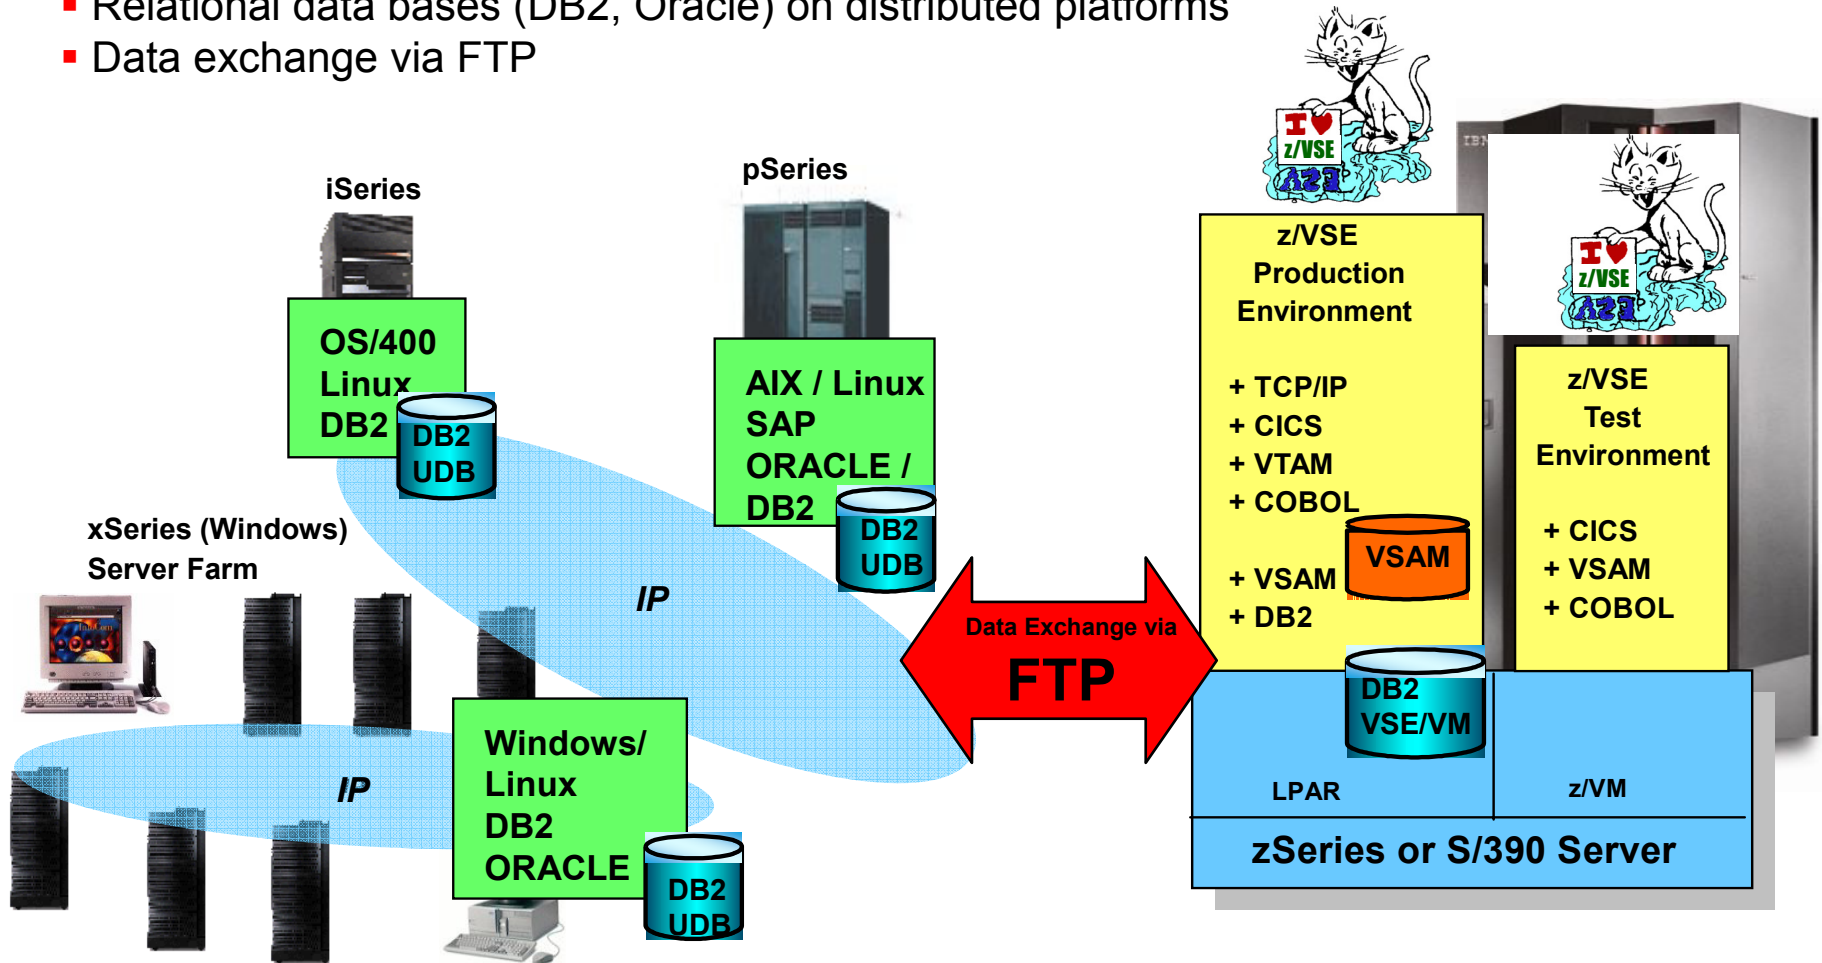 Relational data bases (DB2, Oracle) on distributed platforms
Data exchange via FTP
iSeries
OS/400
Linux
DB2
DB2
UDB
pSeries
AIX / Linux
SAP
ORACLE /
DB2
DB2
UDB
xSeries (Windows)
Server Farm
IP
IP
Windows/
Linux
DB2
ORACLE
DB2
UDB
Data Exchange via
FTP
I ♥
z/VSE
IBM
I ♥
z/VSE
z/VSE
Production
Environment
+ TCP/IP
+ CICS
+ VTAM
+ COBOL
+ VSAM
+ DB2
VSAM
z/VSE
Test
Environment
+ CICS
+ VSAM
+ COBOL
DB2
VSE/VM
LPAR
z/VM
zSeries or S/390 Server